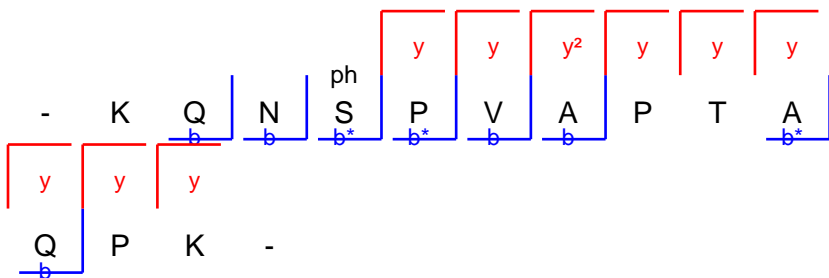 y y y² y y y
ph
- K Q N S P V A P T A
b b b* b* b b b*
y y y
Q P K -
b